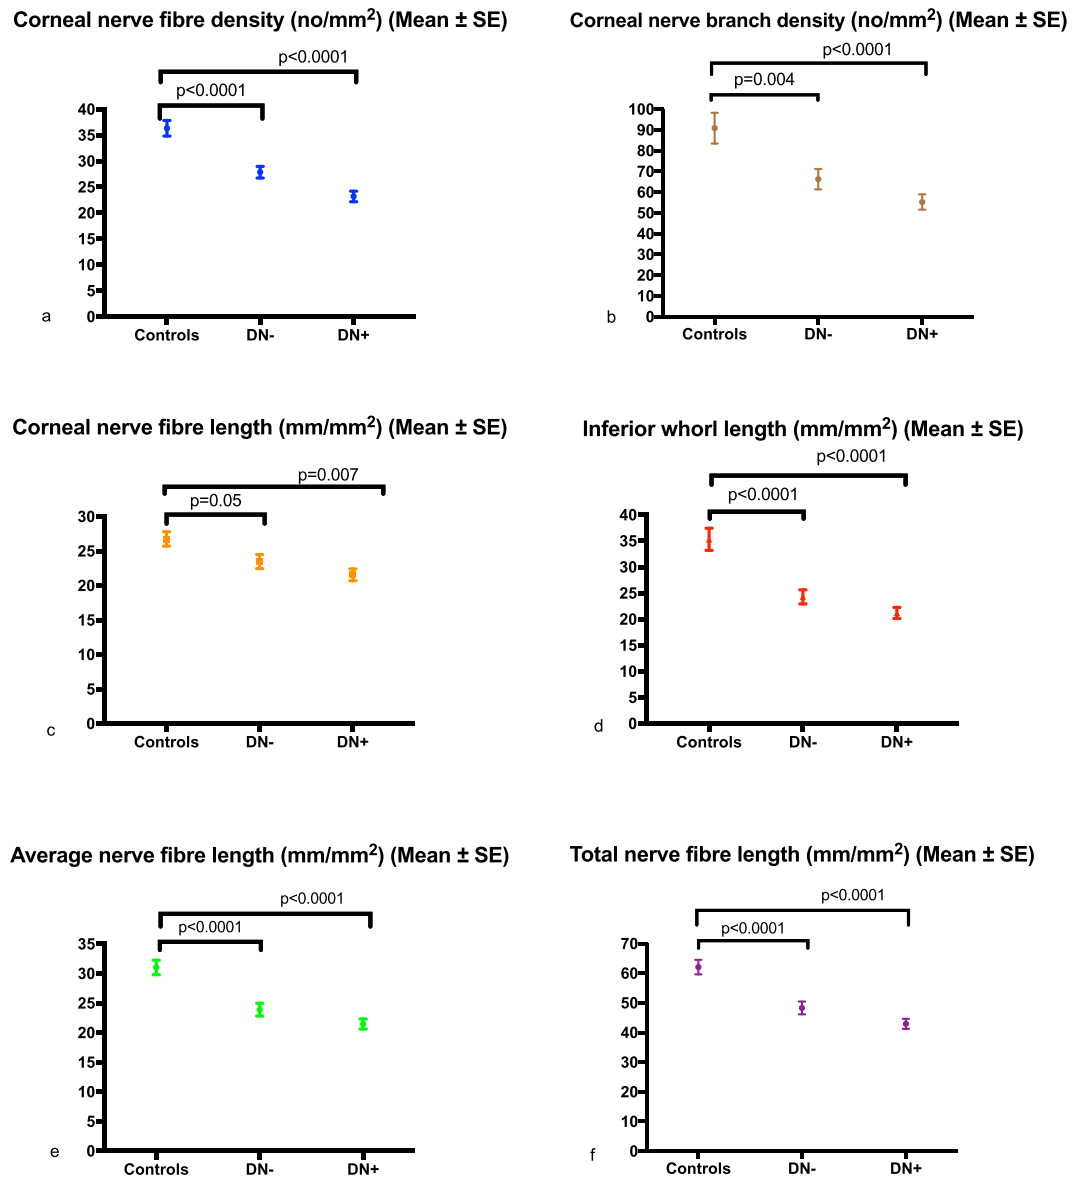 Corneal nerve fibre density (no/mm²) (Mean ± SE)
p<0.0001
p<0.0001
40
35
30
25
20
15
10
5
0
Controls DN- DN+
a
Corneal nerve branch density (no/mm²) (Mean ± SE)
p<0.0001
p=0.004
100
90
80
70
60
50
40
30
20
10
0
Controls DN- DN+
b
Corneal nerve fibre length (mm/mm²) (Mean ± SE)
p=0.007
p=0.05
30
25
20
15
10
5
0
Controls DN- DN+
c
Inferior whorl length (mm/mm²) (Mean ± SE)
p<0.0001
p<0.0001
40
35
30
25
20
15
10
5
0
Controls DN- DN+
d
Average nerve fibre length (mm/mm²) (Mean ± SE)
p<0.0001
p<0.0001
35
30
25
20
15
10
5
0
Controls DN- DN+
e
Total nerve fibre length (mm/mm²) (Mean ± SE)
p<0.0001
p<0.0001
70
60
50
40
30
20
10
0
Controls DN- DN+
f